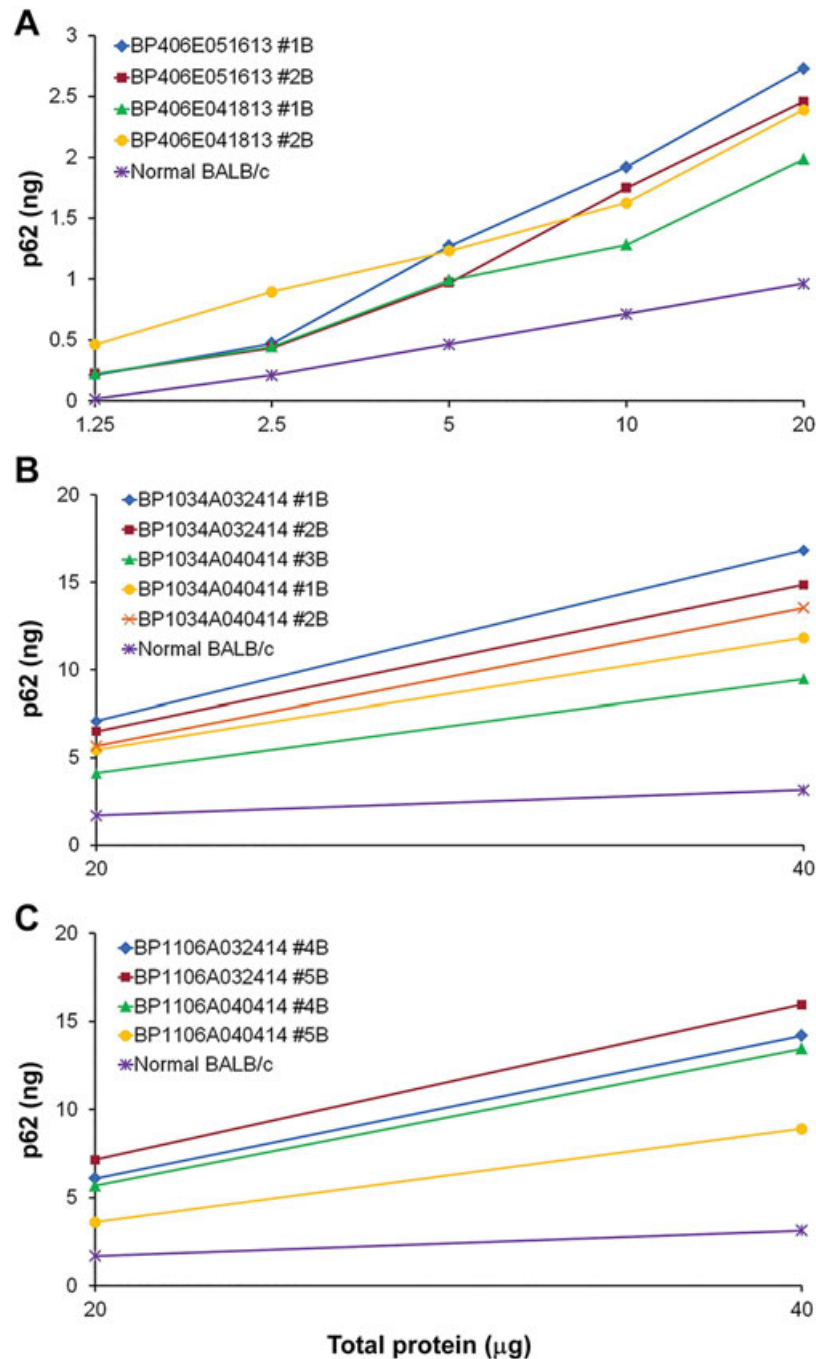 A
3
2.5
2
1.5
1
0.5
0
p62 (ng)
BP406E051613 #1B
BP406E051613 #2B
BP406E041813 #1B
BP406E041813 #2B
Normal BALB/c
1.25 2.5 5 10 20
B
20
15
10
5
0
p62 (ng)
BP1034A032414 #1B
BP1034A032414 #2B
BP1034A040414 #3B
BP1034A040414 #1B
BP1034A040414 #2B
Normal BALB/c
20 40
C
20
15
10
5
0
p62 (ng)
BP1106A032414 #4B
BP1106A032414 #5B
BP1106A040414 #4B
BP1106A040414 #5B
Normal BALB/c
20 40
Total protein (μg)